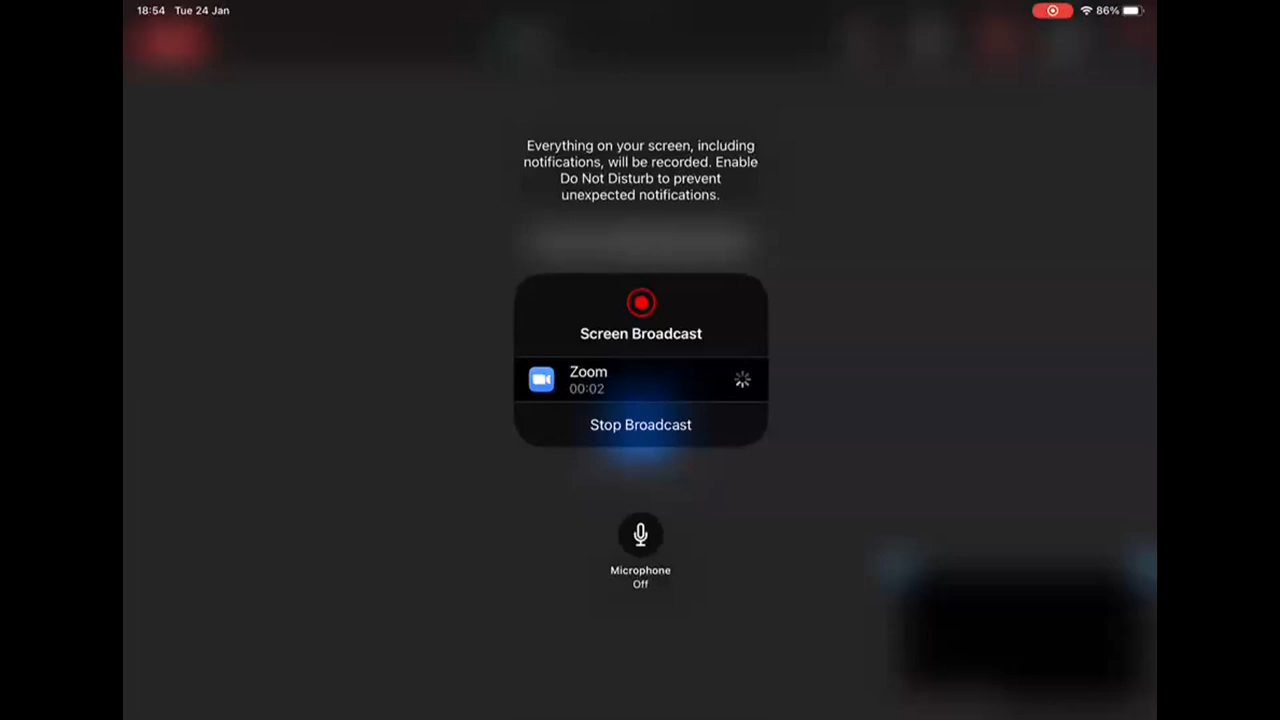 18:54 Tue 24 Jan
86%
Everything on your screen, including
notifications, will be recorded. Enable
Do Not Disturb to prevent
unexpected notifications.
Screen Broadcast
Zoom
00:02
Stop Broadcast
Microphone
Off